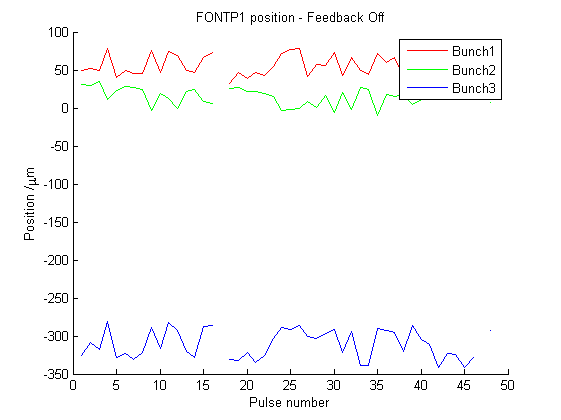 FONTP1 position - Feedback Off
100
50
0
-50
-100
-150
-200
-250
-300
-350
Position /μm
Bunch1
Bunch2
Bunch3
0 5 10 15 20 25 30 35 40 45 50
Pulse number